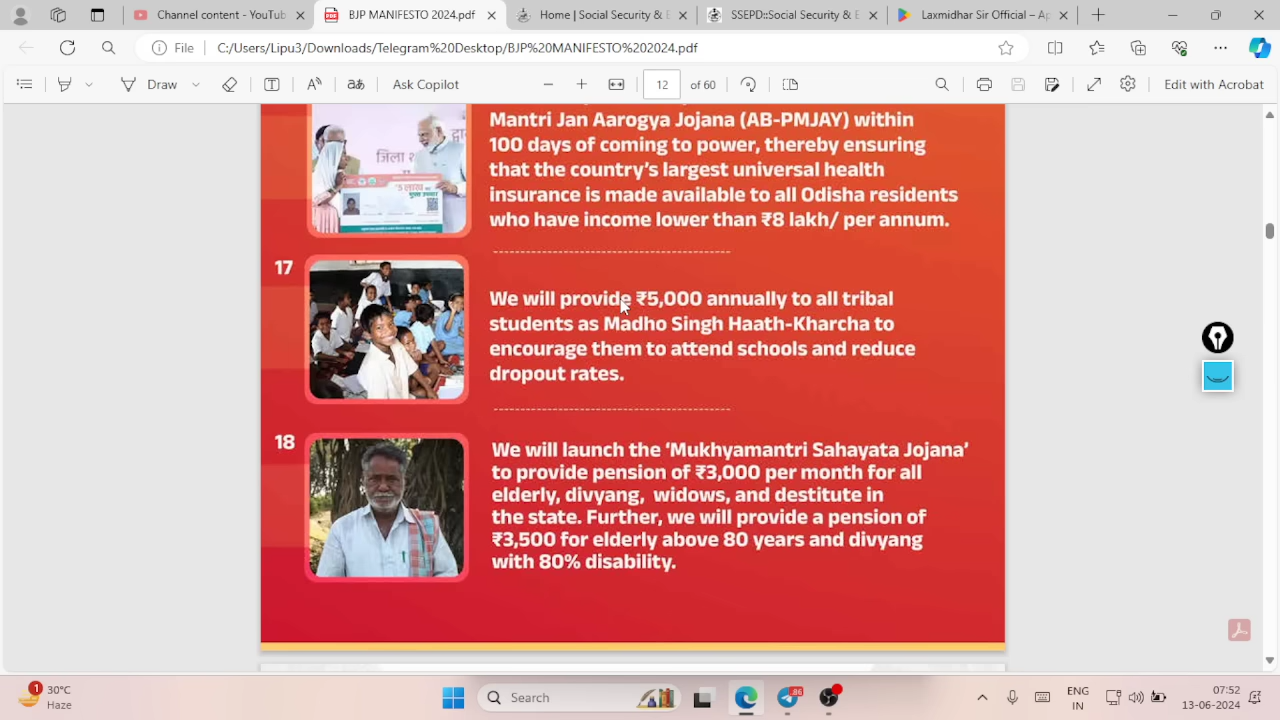 Channel content - YouTub
BJP MANIFESTO 2024.pdf
Home | Social Security & E
SSEPD:Social Security & E
Laxmidhar Sir Official - Ap
File
C:/Users/Lipu3/Downloads/Telegram%20Desktop/BJP%20MANIFESTO%202024.pdf
Draw
Ask Copilot
12 of 60
Edit with Acrobat
Mantri Jan Aarogya Jojana (AB-PMJAY) within
100 days of coming to power, thereby ensuring
that the country's largest universal health
insurance is made available to all Odisha residents
who have income lower than ₹8 lakh/ per annum.
17
We will provide ₹5,000 annually to all tribal
students as Madho Singh Haath-Kharcha to
encourage them to attend schools and reduce
dropout rates.
18
We will launch the ‘Mukhyamantri Sahayata Jojana’
to provide pension of ₹3,000 per month for all
elderly, divyang, widows, and destitute in
the state. Further, we will provide a pension of
₹3,500 for elderly above 80 years and divyang
with 80% disability.
1
30°C
Haze
Search
86
ENG
IN
07:52
13-06-2024